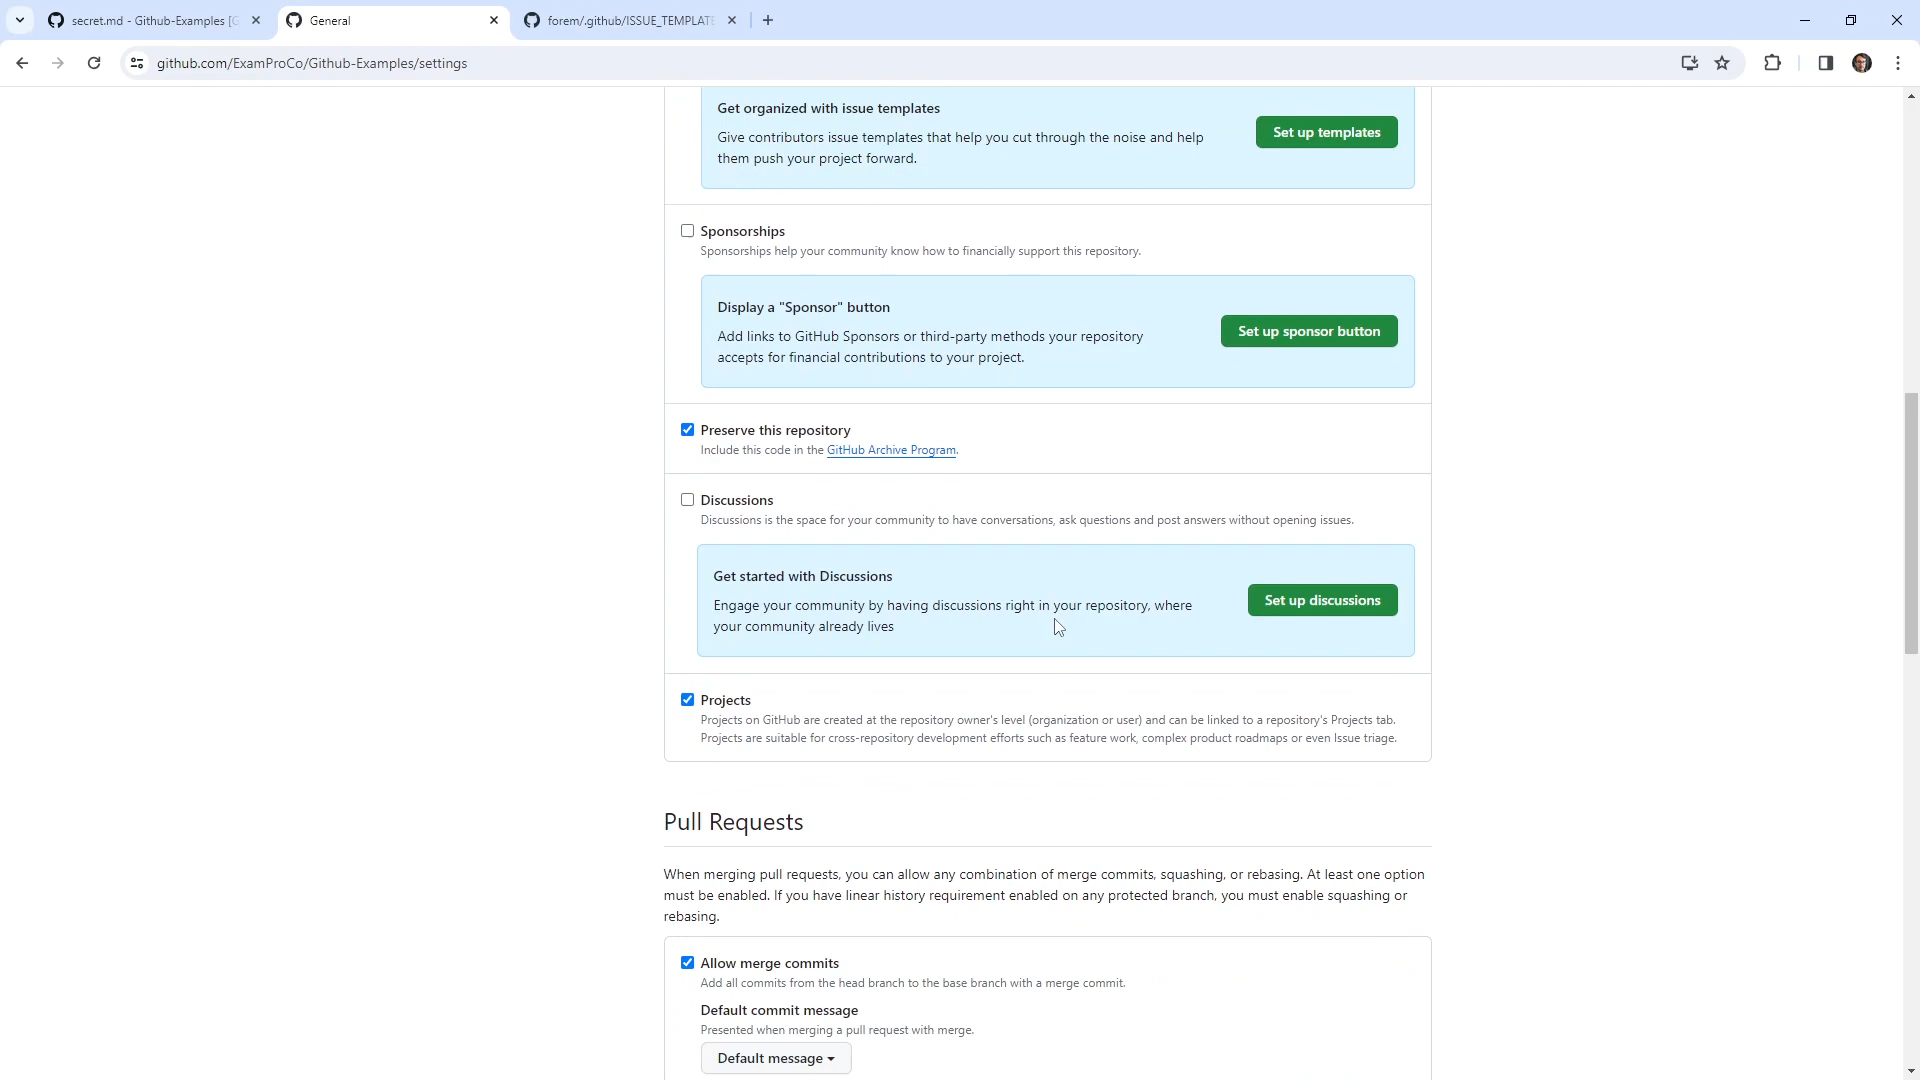 secret.md - Github-Examples [G
General
forem/.github/ISSUE_TEMPLATE
github.com/ExamProCo/Github-Examples/settings
Get organized with issue templates
Give contributors issue templates that help you cut through the noise and help
them push your project forward.
Set up templates
Sponsorships
Sponsorships help your community know how to financially support this repository.
Display a "Sponsor" button
Add links to GitHub Sponsors or third-party methods your repository
accepts for financial contributions to your project.
Set up sponsor button
Preserve this repository
Include this code in the GitHub Archive Program.
Discussions
Discussions is the space for your community to have conversations, ask questions and post answers without opening issues.
Get started with Discussions
Engage your community by having discussions right in your repository, where
your community already lives
Set up discussions
Projects
Projects on GitHub are created at the repository owner's level (organization or user) and can be linked to a repository's Projects tab.
Projects are suitable for cross-repository development efforts such as feature work, complex product roadmaps or even Issue triage.
Pull Requests
When merging pull requests, you can allow any combination of merge commits, squashing, or rebasing. At least one option
must be enabled. If you have linear history requirement enabled on any protected branch, you must enable squashing or
rebasing.
Allow merge commits
Add all commits from the head branch to the base branch with a merge commit.
Default commit message
Presented when merging a pull request with merge.
Default message